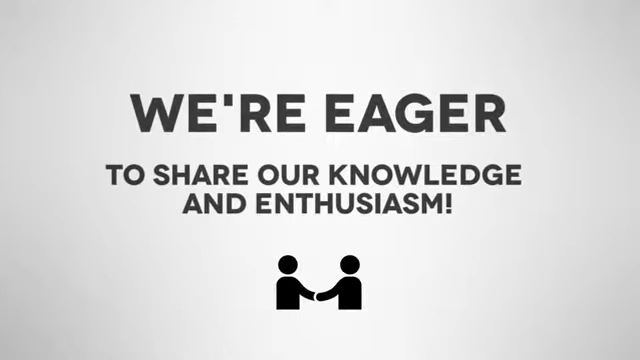 WE'RE EAGER
TO SHARE OUR KNOWLEDGE
AND ENTHUSIASM!